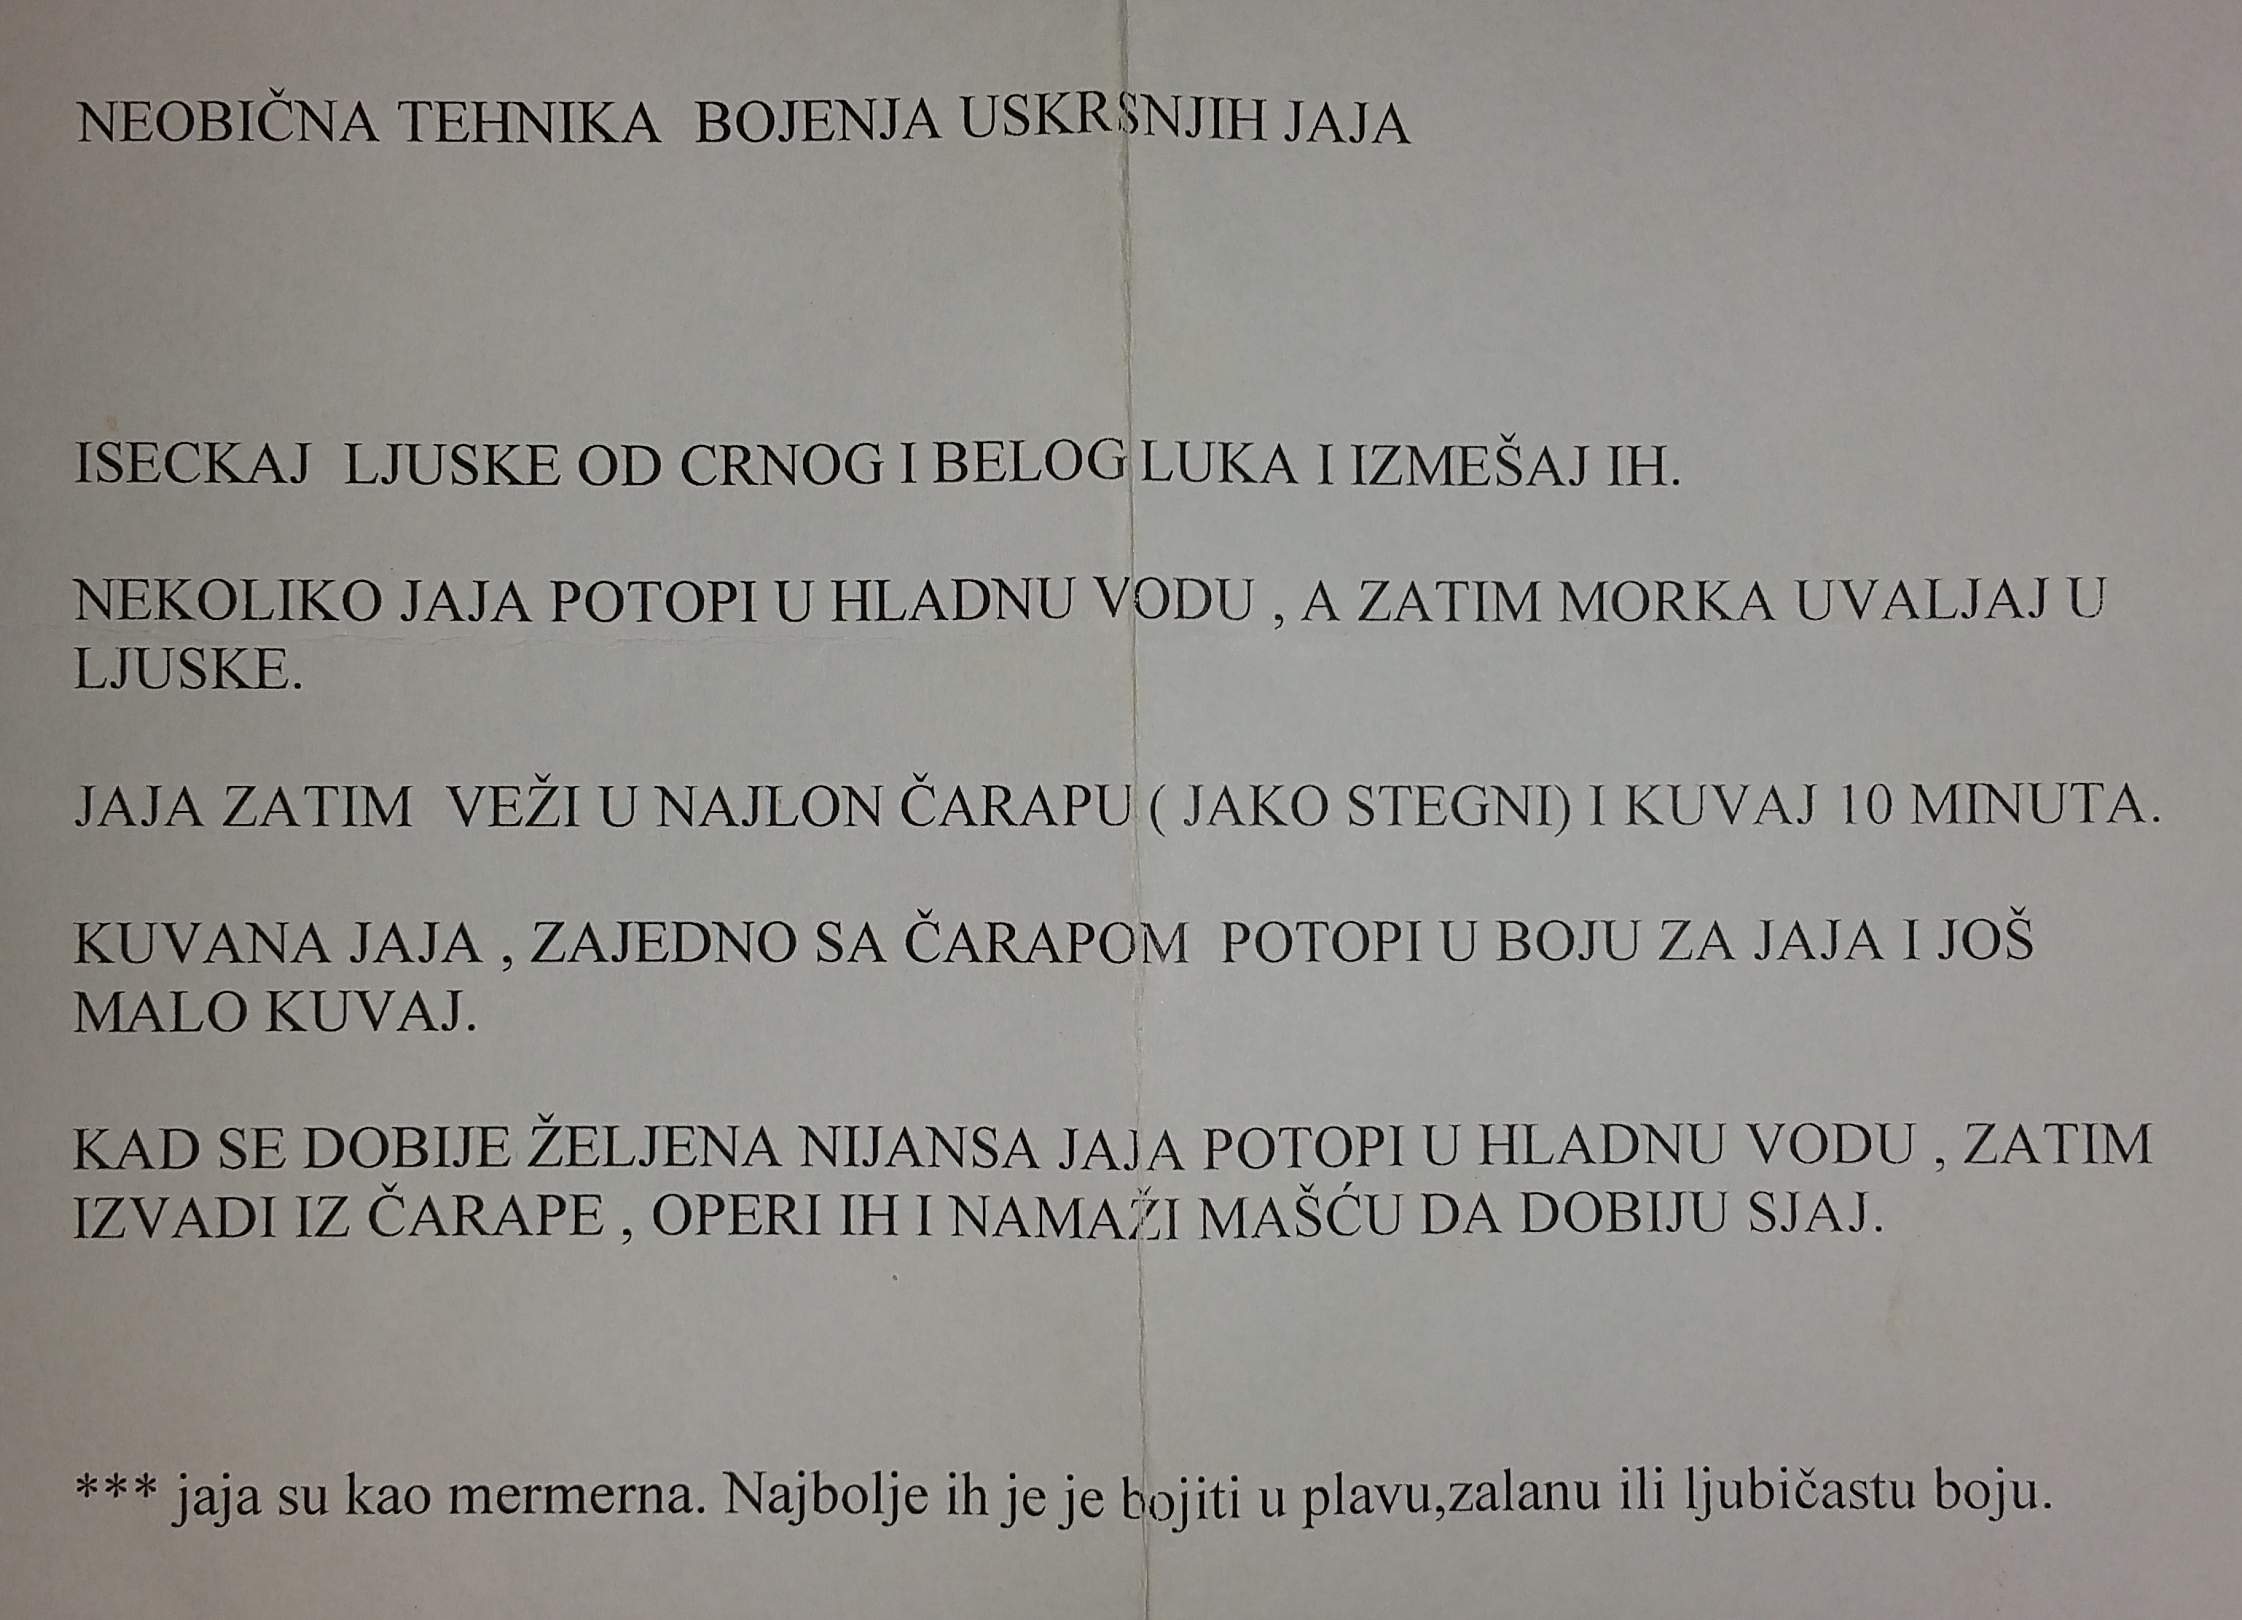 NEOBIČNA TEHNIKA BOJENJA USKRSNJIH JAJA
ISECKAJ LJUSKE OD CRNOG I BELOG LUKA I IZMEŠAJ IH.
NEKOLIKO JAJA POTOPI U HLADNU VODU , A ZATIM MORKA UVALJAJ U
LJUSKE.
JAJA ZATIM VEŽI U NAJLON ČARAPU ( JAKO STEGNI) I KUVAJ 10 MINUTA.
KUVANA JAJA , ZAJEDNO SA ČARAPOM POTOPI U BOJU ZA JAJA I JOŠ
MALO KUVAJ.
KAD SE DOBIJE ŽELJENA NIJANSA JAJA POTOPI U HLADNU VODU , ZATIM
IZVADI IZ ČARAPE , OPERI IH I NAMAŽI MAŠĆU DA DOBIJU SJAJ.
*** jaja su kao mermerna. Najbolje ih je je bojiti u plavu,zalanu ili ljubičastu boju.